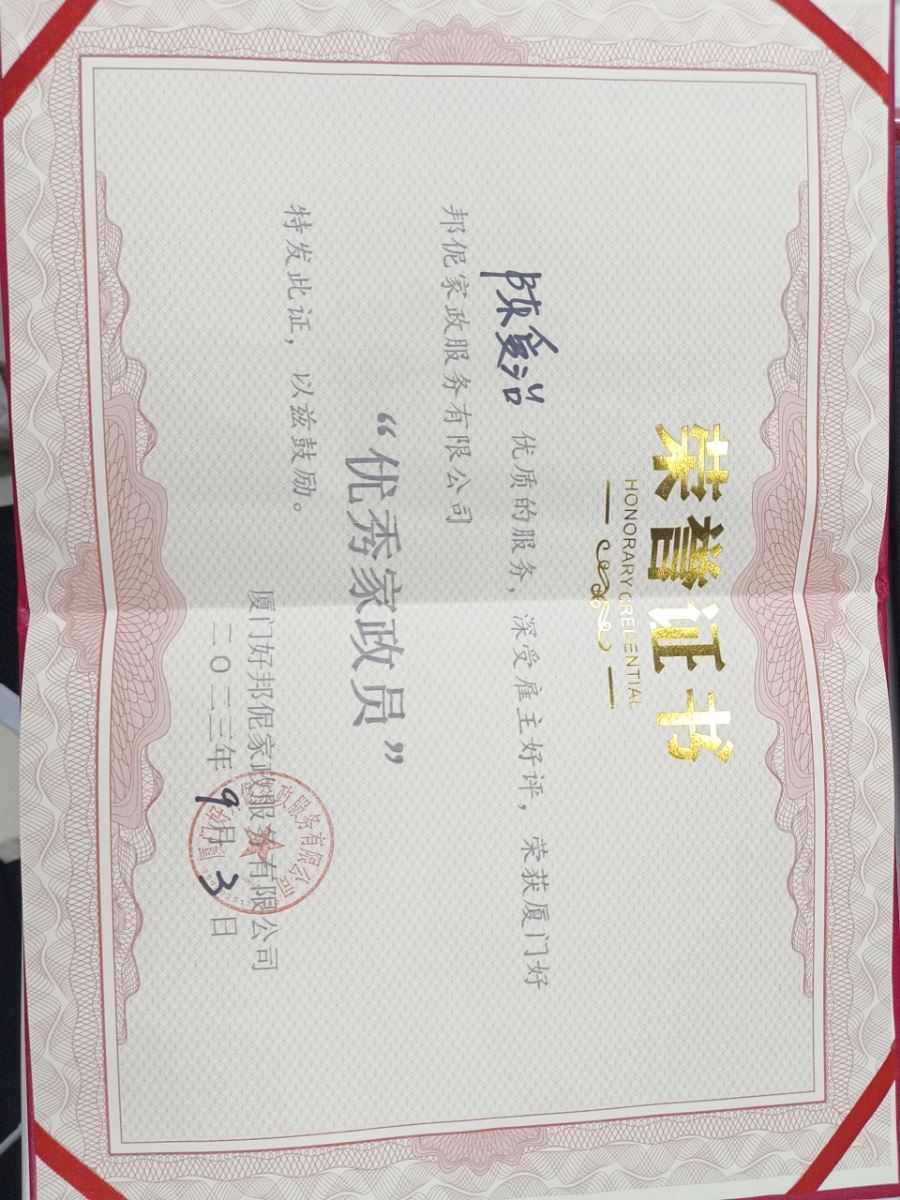 荣誉证书
HONORARY CREDENTIAL
陈爱治 优质的服务，深受雇主好评，荣获厦门好
邦伲家政服务有限公司
“优秀家政员”
特发此证，以兹鼓励。
厦门好邦伲家政服务有限公司
二〇二三年9月3日